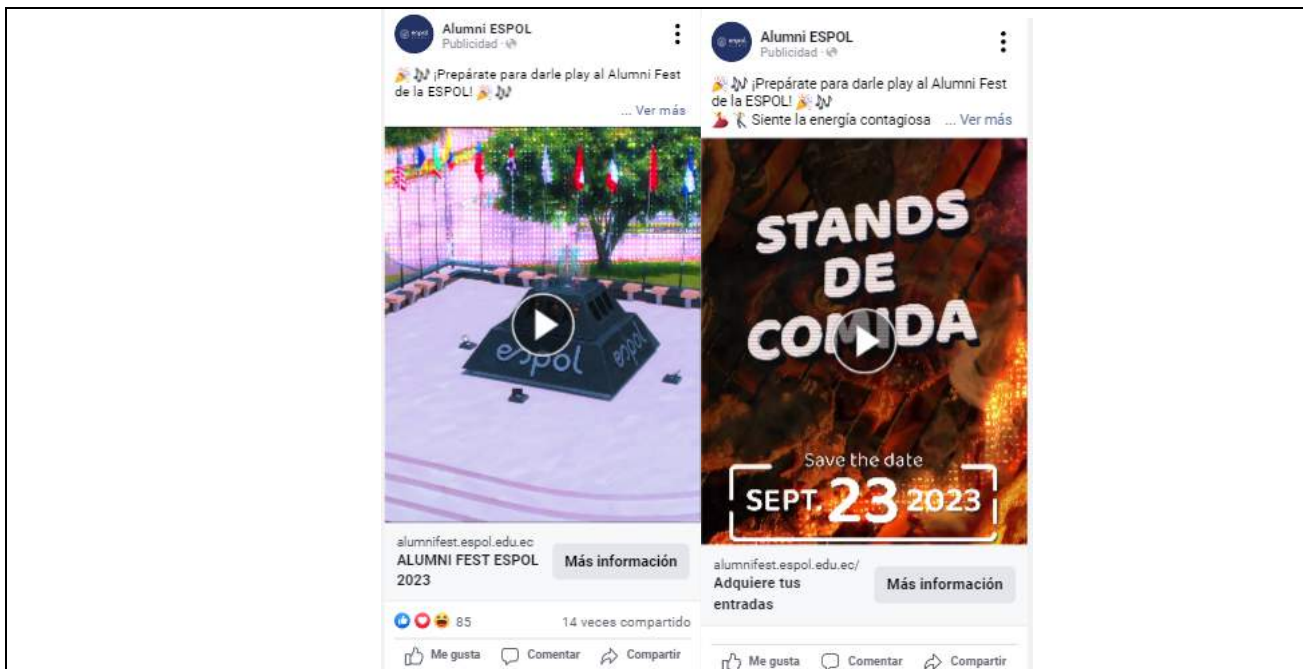 Alumni ESPOL
Publicidad ·
🎉 🎶 ¡Prepárate para darle play al Alumni Fest
de la ESPOL! 🎉 🎶
... Ver más
espol
espol
alumnifest.espol.edu.ec
ALUMNI FEST ESPOL
2023
Más información
85
14 veces compartido
Me gusta
Comentar
Compartir
Alumni ESPOL
Publicidad ·
🎉 🎶 ¡Prepárate para darle play al Alumni Fest
de la ESPOL! 🎉 🎶
💃 🕺 Siente la energía contagiosa ... Ver más
STANDS
DE
COMIDA
Save the date
SEPT. 23 2023
alumnifest.espol.edu.ec/
Adquiere tus
entradas
Más información
Me gusta
Comentar
Compartir